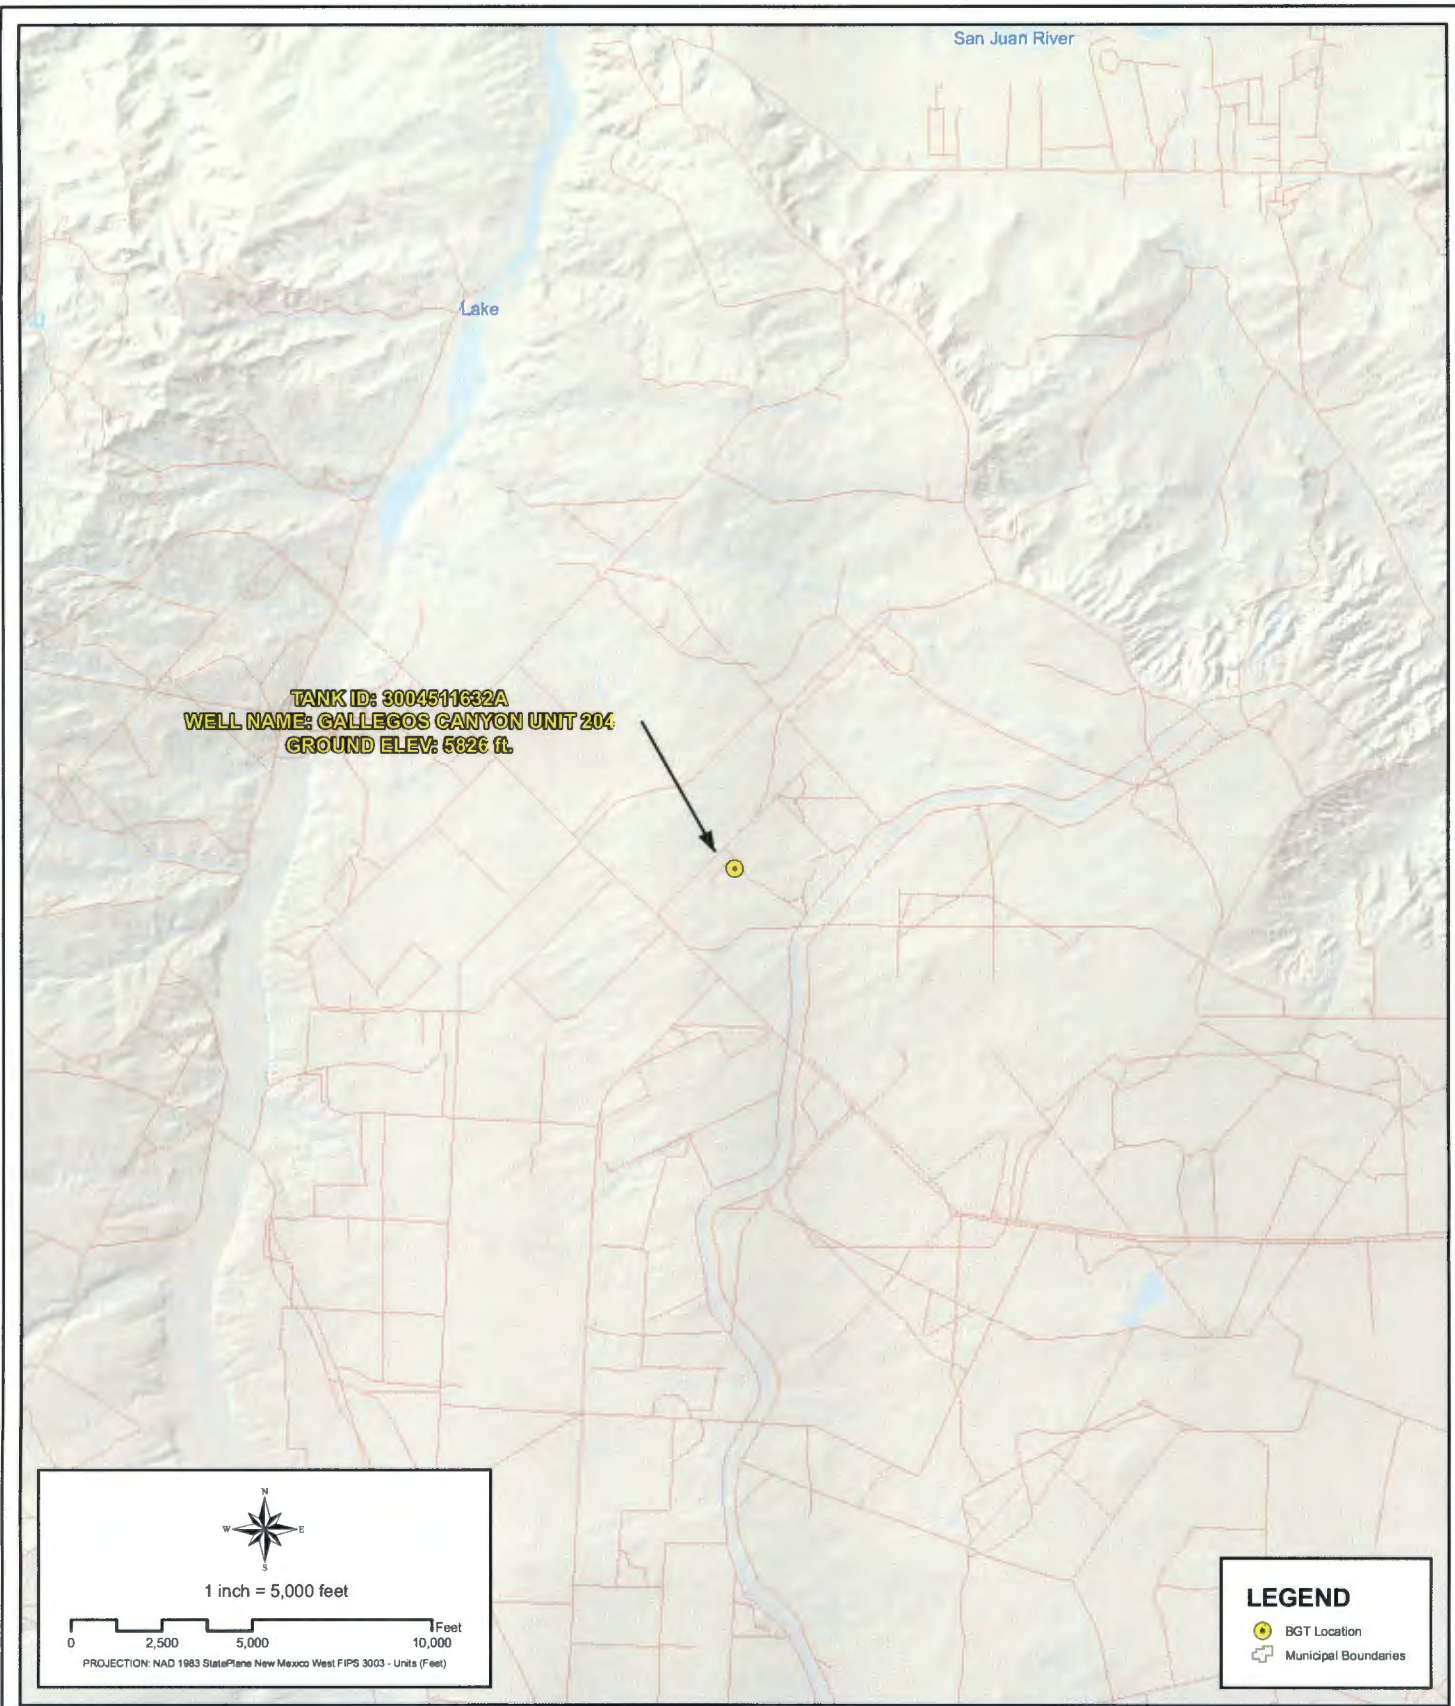 San Juan River
Lake
TANK ID: 3004511632A
WELL NAME: GALLEGOS CANYON UNIT 204
GROUND ELEV: 5826 ft.
N
W E
S
1 inch = 5,000 feet
Feet
0 2,500 5,000 10,000
PROJECTION: NAD 1983 StatePlane New Mexico West FIPS 3003 - Units (Feet)
LEGEND
BGT Location
Municipal Boundaries